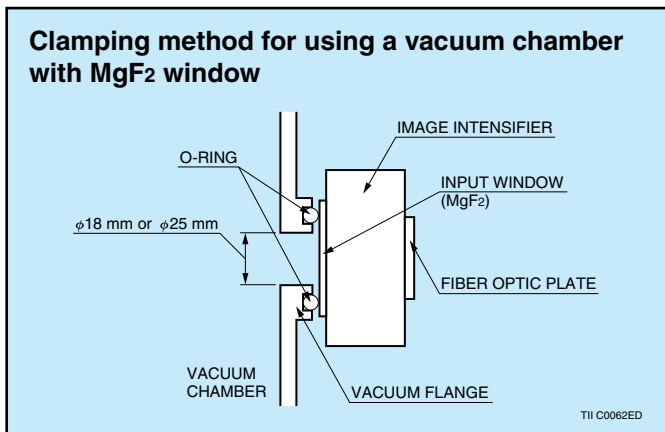 Clamping method for using a vacuum chamber
with MgF2 window
IMAGE INTENSIFIER
O-RING
INPUT WINDOW
(MgF2)
φ18 mm or φ25 mm
FIBER OPTIC PLATE
VACUUM
CHAMBER
VACUUM FLANGE
TII C0062ED